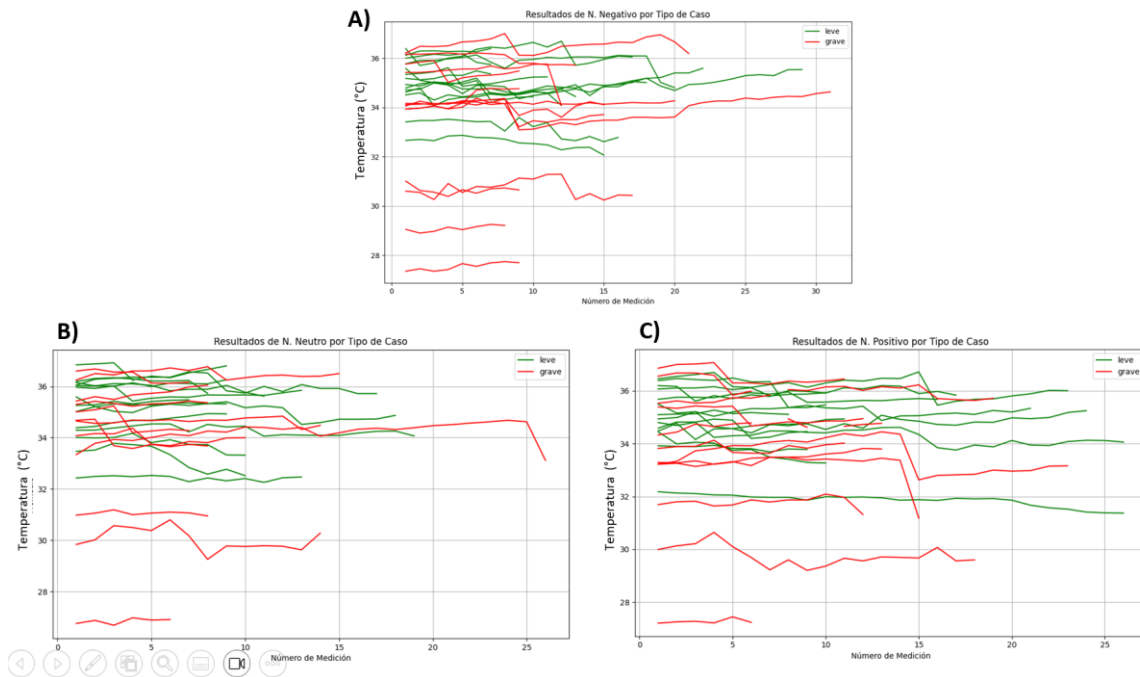 A)
Resultados de N. Negativo por Tipo de Caso
leve
grave
Temperatura (°C)
36
34
32
30
28
0 5 10 15 20 25 30
Número de Medición
B)
Resultados de N. Neutro por Tipo de Caso
leve
grave
Temperatura (°C)
36
34
32
30
28
0 5 10 15 20 25
Número de Medición
C)
Resultados de N. Positivo por Tipo de Caso
leve
grave
Temperatura (°C)
36
34
32
30
28
0 5 10 15 20 25
Número de Medición